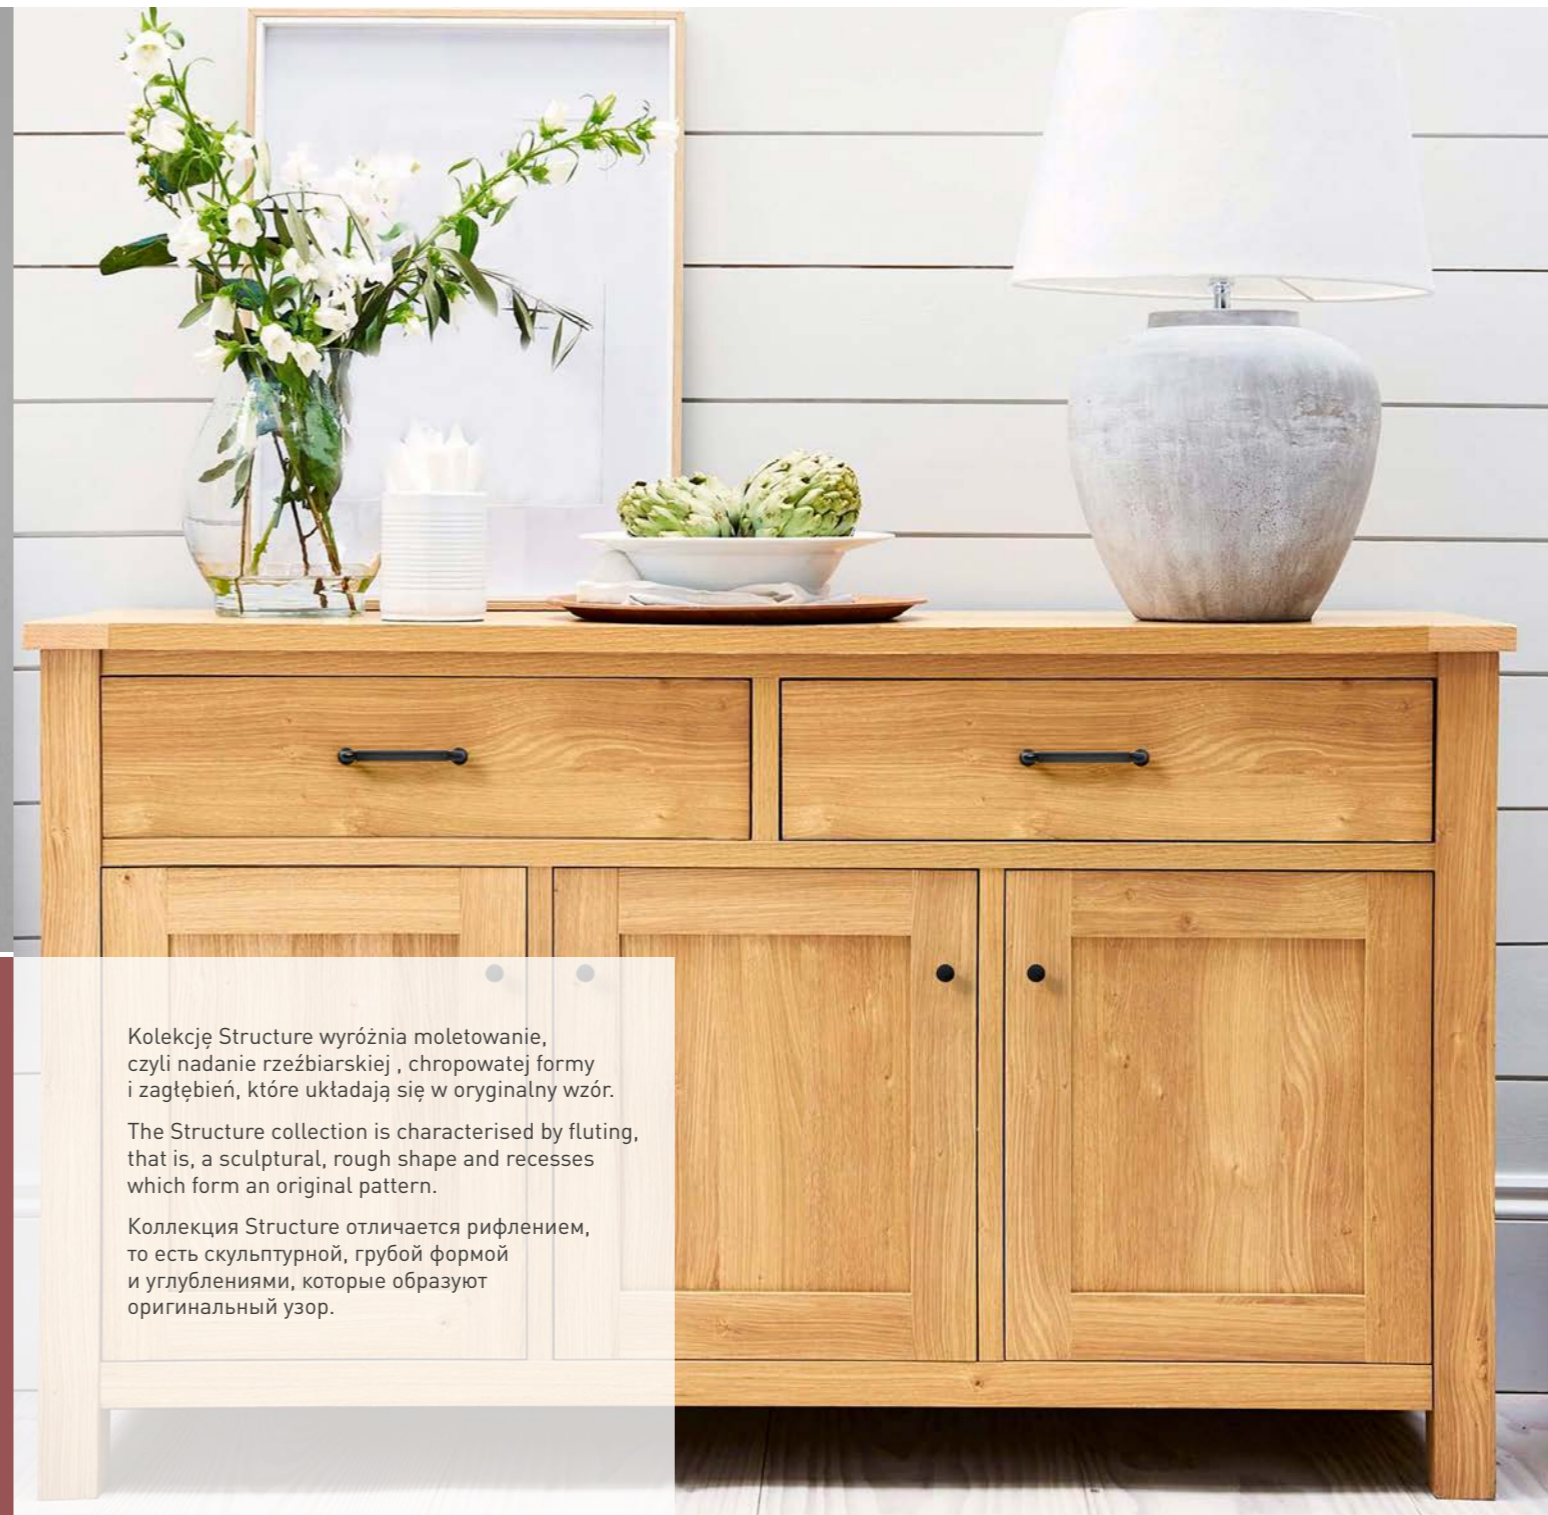 Kolekcję Structure wyróżnia moletowanie,
czyli nadanie rzeźbiarskiej , chropowatej formy
i zagłębień, które układają się w oryginalny wzór.
The Structure collection is characterised by fluting,
that is, a sculptural, rough shape and recesses
which form an original pattern.
Коллекция Structure отличается рифлением,
то есть скульптурной, грубой формой
и углублениями, которые образуют
оригинальный узор.